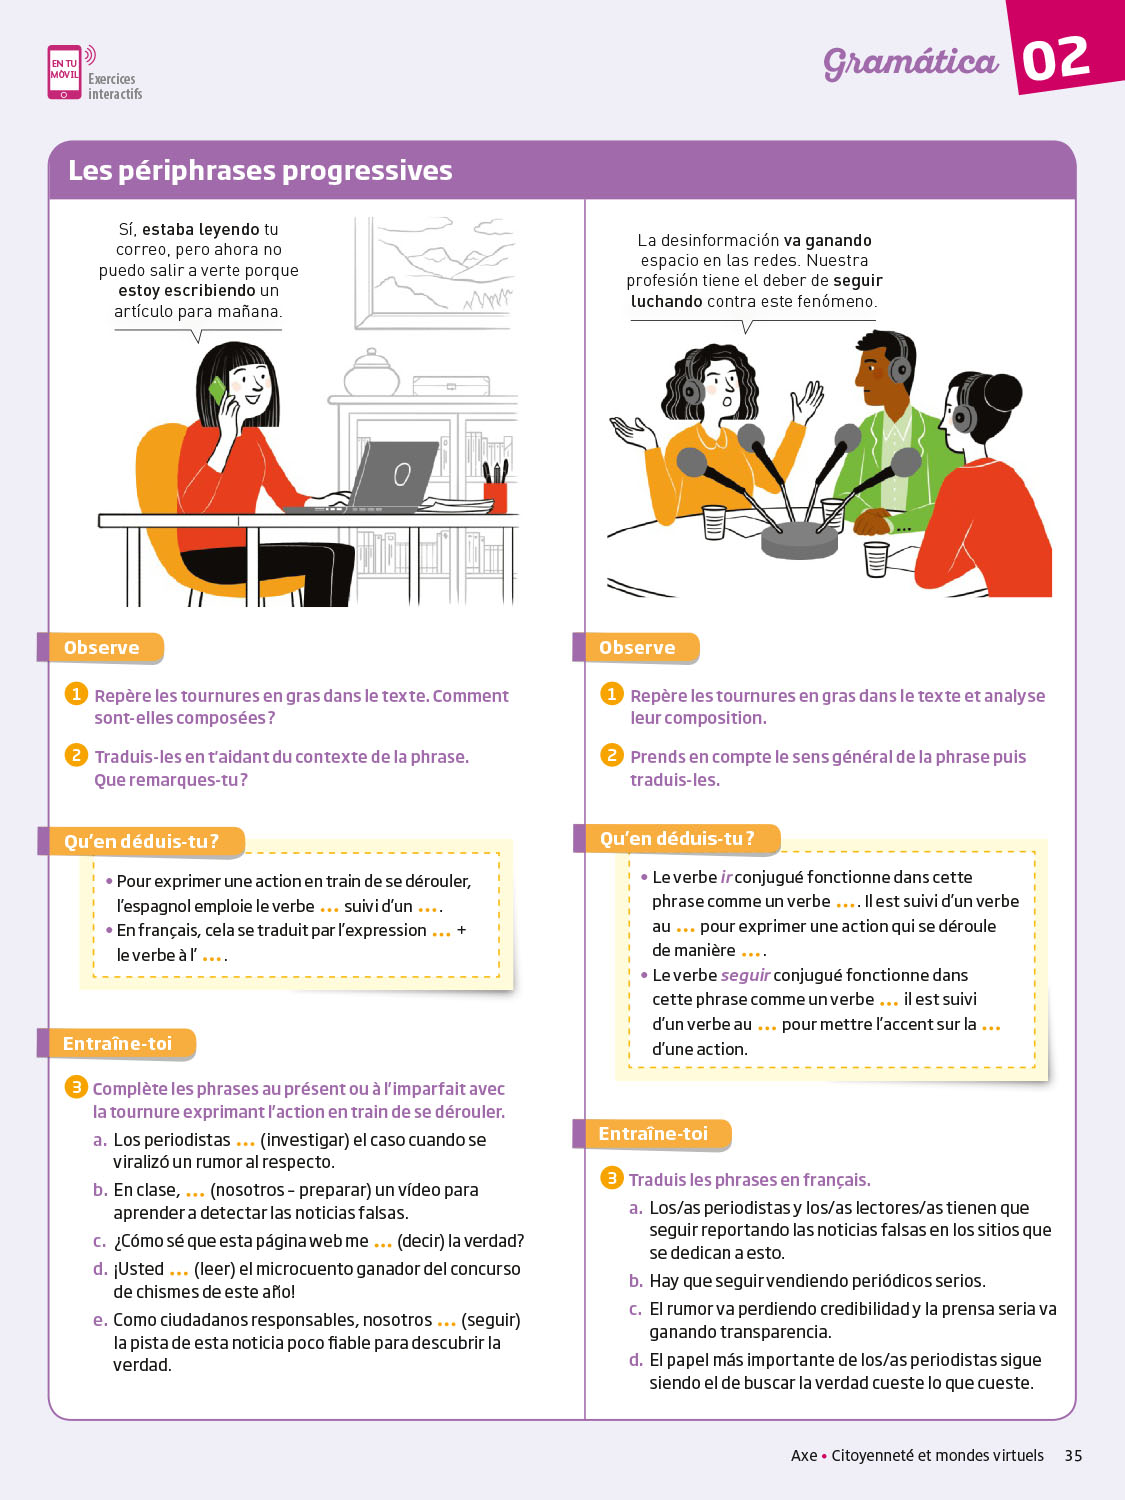 EN TU
MÓVIL
Exercices
interactifs
Gramática
02
Les périphrases progressives
Sí, estaba leyendo tu
correo, pero ahora no
puedo salir a verte porque
estoy escribiendo un
artículo para mañana.
Observe
1 Repère les tournures en gras dans le texte. Comment
sont-elles composées ?
2 Traduis-les en t'aidant du contexte de la phrase.
Que remarques-tu ?
Qu'en déduis-tu ?
• Pour exprimer une action en train de se dérouler,
l'espagnol emploie le verbe ... suivi d'un ... .
• En français, cela se traduit par l'expression ... +
le verbe à l' ... .
Entraîne-toi
3 Complète les phrases au présent ou à l'imparfait avec
la tournure exprimant l'action en train de se dérouler.
a. Los periodistas ... (investigar) el caso cuando se
viralizó un rumor al respecto.
b. En clase, ... (nosotros – preparar) un vídeo para
aprender a detectar las noticias falsas.
c. ¿Cómo sé que esta página web me ... (decir) la verdad?
d. ¡Usted ... (leer) el microcuento ganador del concurso
de chismes de este año!
e. Como ciudadanos responsables, nosotros ... (seguir)
la pista de esta noticia poco fiable para descubrir la
verdad.
La desinformación va ganando
espacio en las redes. Nuestra
profesión tiene el deber de seguir
luchando contra este fenómeno.
Observe
1 Repère les tournures en gras dans le texte et analyse
leur composition.
2 Prends en compte le sens général de la phrase puis
traduis-les.
Qu'en déduis-tu ?
• Le verbe ir conjugué fonctionne dans cette
phrase comme un verbe ... . Il est suivi d'un verbe
au ... pour exprimer une action qui se déroule
de manière ... .
• Le verbe seguir conjugué fonctionne dans
cette phrase comme un verbe ... il est suivi
d'un verbe au ... pour mettre l'accent sur la ...
d'une action.
Entraîne-toi
3 Traduis les phrases en français.
a. Los/as periodistas y los/as lectores/as tienen que
seguir reportando las noticias falsas en los sitios que
se dedican a esto.
b. Hay que seguir vendiendo periódicos serios.
c. El rumor va perdiendo credibilidad y la prensa seria va
ganando transparencia.
d. El papel más importante de los/as periodistas sigue
siendo el de buscar la verdad cueste lo que cueste.
Axe • Citoyenneté et mondes virtuels 35